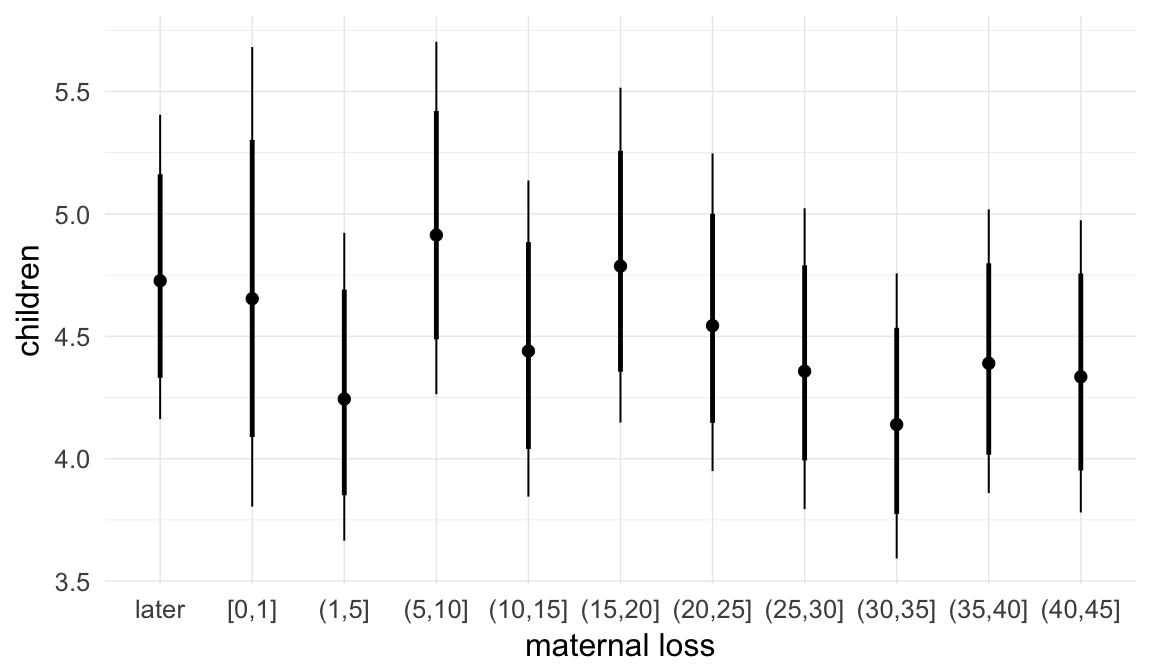 children
5.5
5.0
4.5
4.0
3.5
later [0,1] (1,5] (5,10] (10,15] (15,20] (20,25] (25,30] (30,35] (35,40] (40,45]
maternal loss